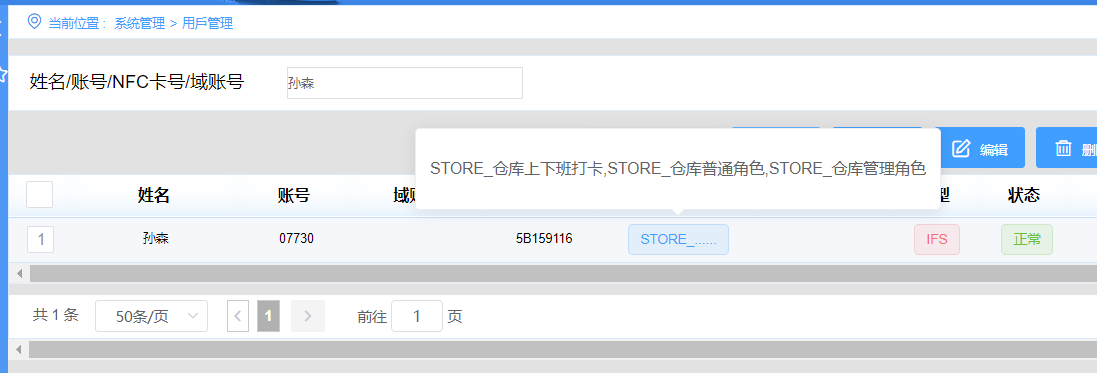 当前位置： 系统管理 > 用戶管理
姓名/账号/NFC卡号/域账号 孙森
编辑
STORE_仓库上下班打卡,STORE_仓库普通角色,STORE_仓库管理角色
姓名 账号 状态
1 孙森 07730 5B159116 STORE_...... IFS 正常
共 1 条 50条/页 1 前往 1 页